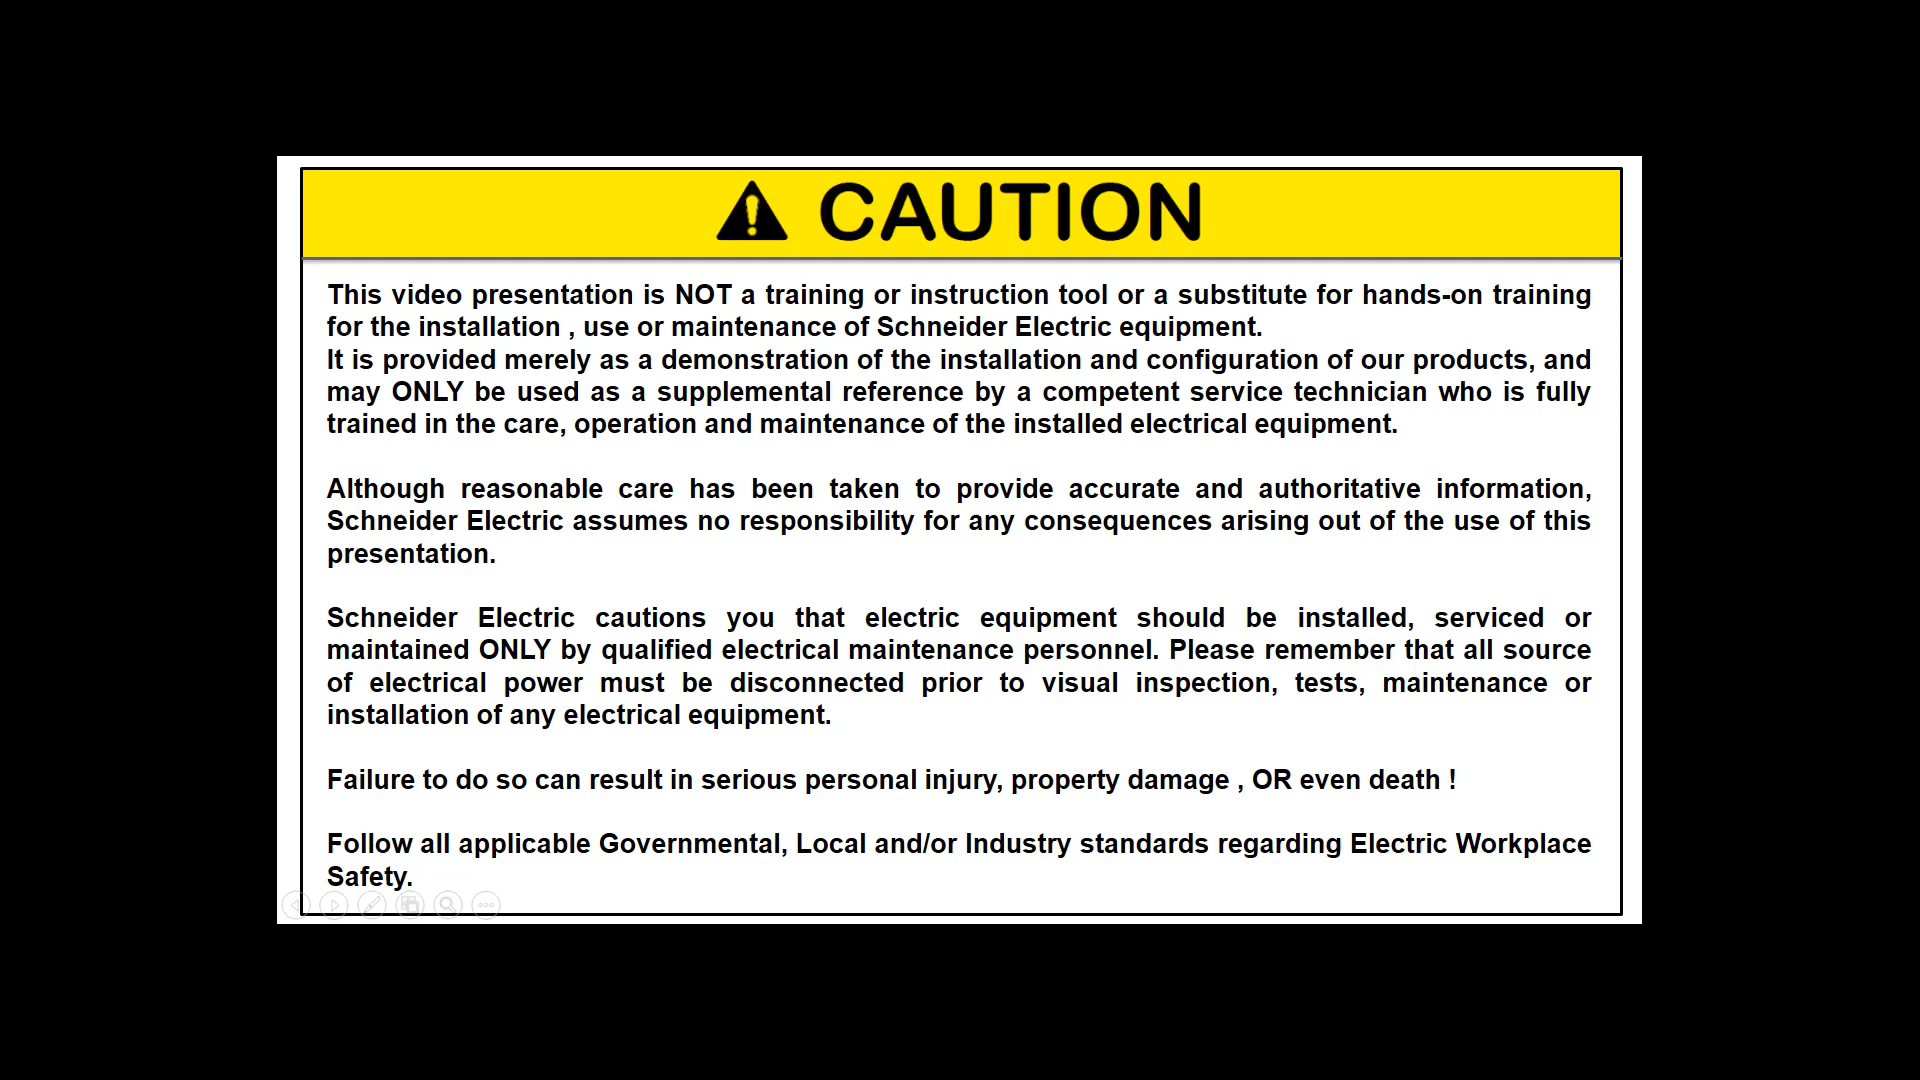 CAUTION
This video presentation is NOT a training or instruction tool or a substitute for hands-on training
for the installation , use or maintenance of Schneider Electric equipment.
It is provided merely as a demonstration of the installation and configuration of our products, and
may ONLY be used as a supplemental reference by a competent service technician who is fully
trained in the care, operation and maintenance of the installed electrical equipment.
Although reasonable care has been taken to provide accurate and authoritative information,
Schneider Electric assumes no responsibility for any consequences arising out of the use of this
presentation.
Schneider Electric cautions you that electric equipment should be installed, serviced or
maintained ONLY by qualified electrical maintenance personnel. Please remember that all source
of electrical power must be disconnected prior to visual inspection, tests, maintenance or
installation of any electrical equipment.
Failure to do so can result in serious personal injury, property damage , OR even death !
Follow all applicable Governmental, Local and/or Industry standards regarding Electric Workplace
Safety.